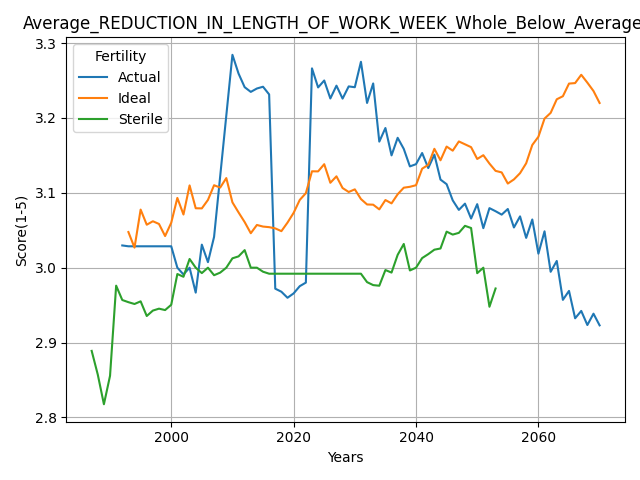 Average_REDUCTION_IN_LENGTH_OF_WORK_WEEK_Whole_Below_Average
Fertility
Actual
Ideal
Sterile
Score(1-5)
3.3
3.2
3.1
3.0
2.9
2.8
2000 2020 2040 2060
Years